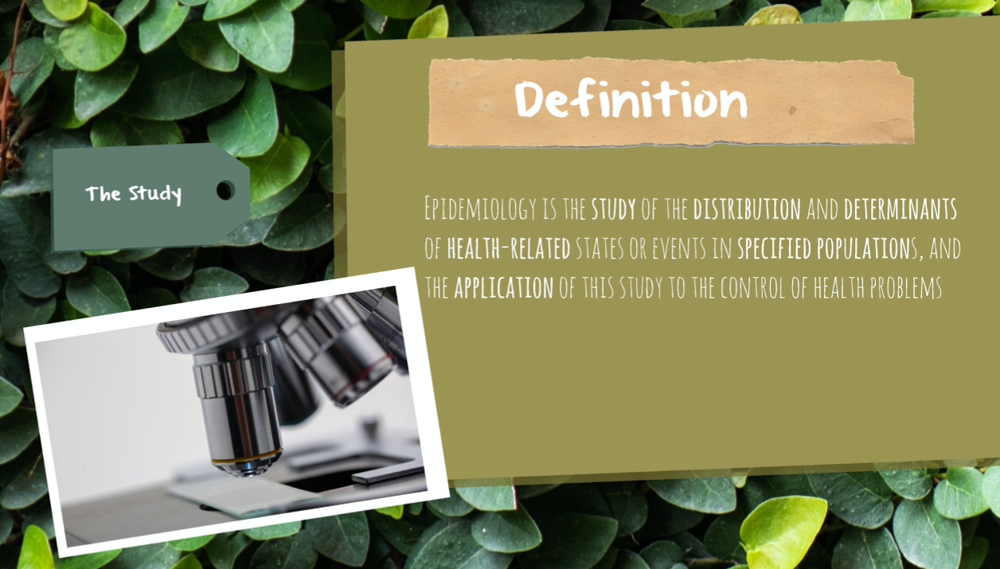 Definition
The Study
EPIDEMIOLOGY IS THE STUDY OF THE DISTRIBUTION AND DETERMINANTS
OF HEALTH-RELATED STATES OR EVENTS IN SPECIFIED POPULATIONS, AND
THE APPLICATION OF THIS STUDY TO THE CONTROL OF HEALTH PROBLEMS